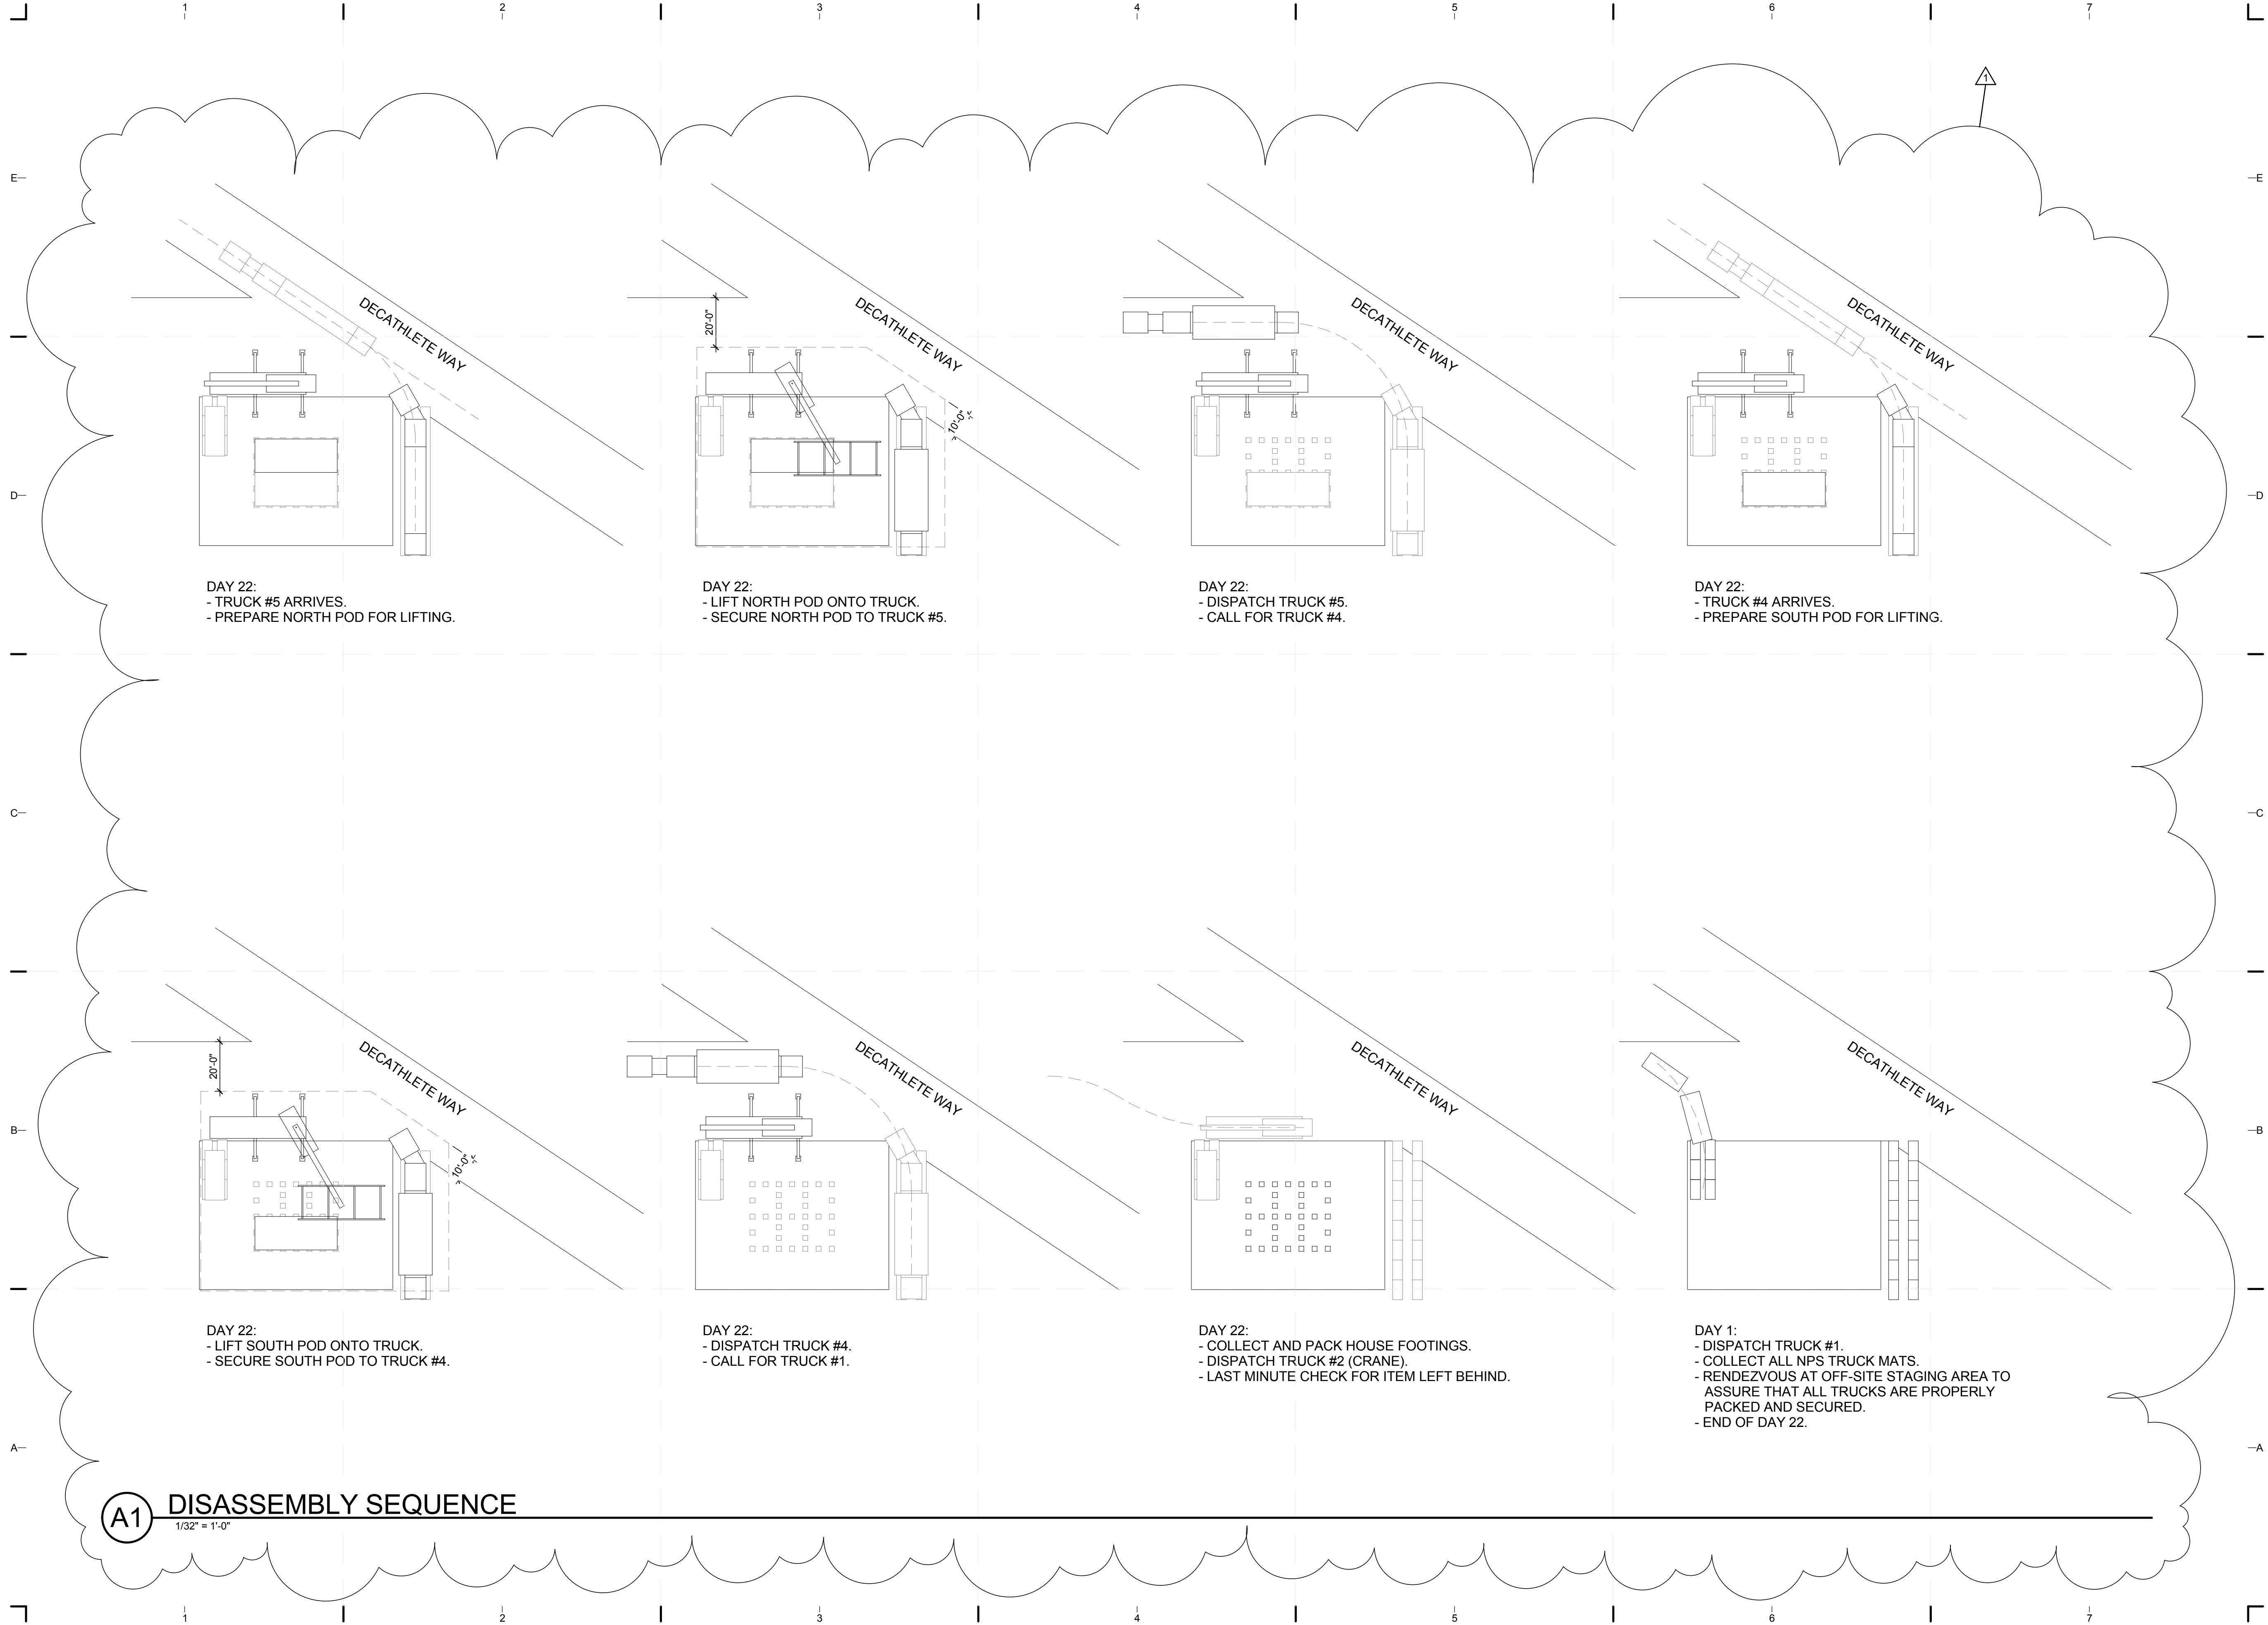 1 2 3 4 5 6 7
1
E E
DECATHLETE WAY
DECATHLETE WAY
DECATHLETE WAY
DECATHLETE WAY
20'-0"
10'-0"
D D
DAY 22:
- TRUCK #5 ARRIVES.
- PREPARE NORTH POD FOR LIFTING.
DAY 22:
- LIFT NORTH POD ONTO TRUCK.
- SECURE NORTH POD TO TRUCK #5.
DAY 22:
- DISPATCH TRUCK #5.
- CALL FOR TRUCK #4.
DAY 22:
- TRUCK #4 ARRIVES.
- PREPARE SOUTH POD FOR LIFTING.
C C
DECATHLETE WAY
DECATHLETE WAY
DECATHLETE WAY
DECATHLETE WAY
20'-0"
10'-0"
B B
DAY 22:
- LIFT SOUTH POD ONTO TRUCK.
- SECURE SOUTH POD TO TRUCK #4.
DAY 22:
- DISPATCH TRUCK #4.
- CALL FOR TRUCK #1.
DAY 22:
- COLLECT AND PACK HOUSE FOOTINGS.
- DISPATCH TRUCK #2 (CRANE).
- LAST MINUTE CHECK FOR ITEM LEFT BEHIND.
DAY 1:
- DISPATCH TRUCK #1.
- COLLECT ALL NPS TRUCK MATS.
- RENDEZVOUS AT OFF-SITE STAGING AREA TO
ASSURE THAT ALL TRUCKS ARE PROPERLY
PACKED AND SECURED.
- END OF DAY 22.
A A
A1 DISASSEMBLY SEQUENCE
1/32" = 1'-0"
1 2 3 4 5 6 7